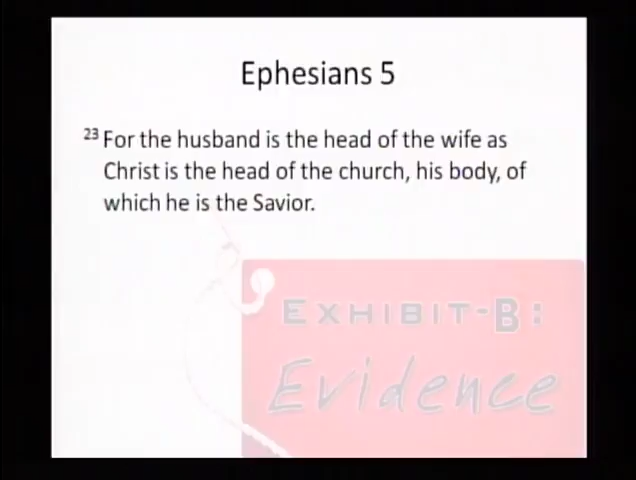 Ephesians 5
23 For the husband is the head of the wife as
Christ is the head of the church, his body, of
which he is the Savior.
EXHIBIT-B:
Evidence